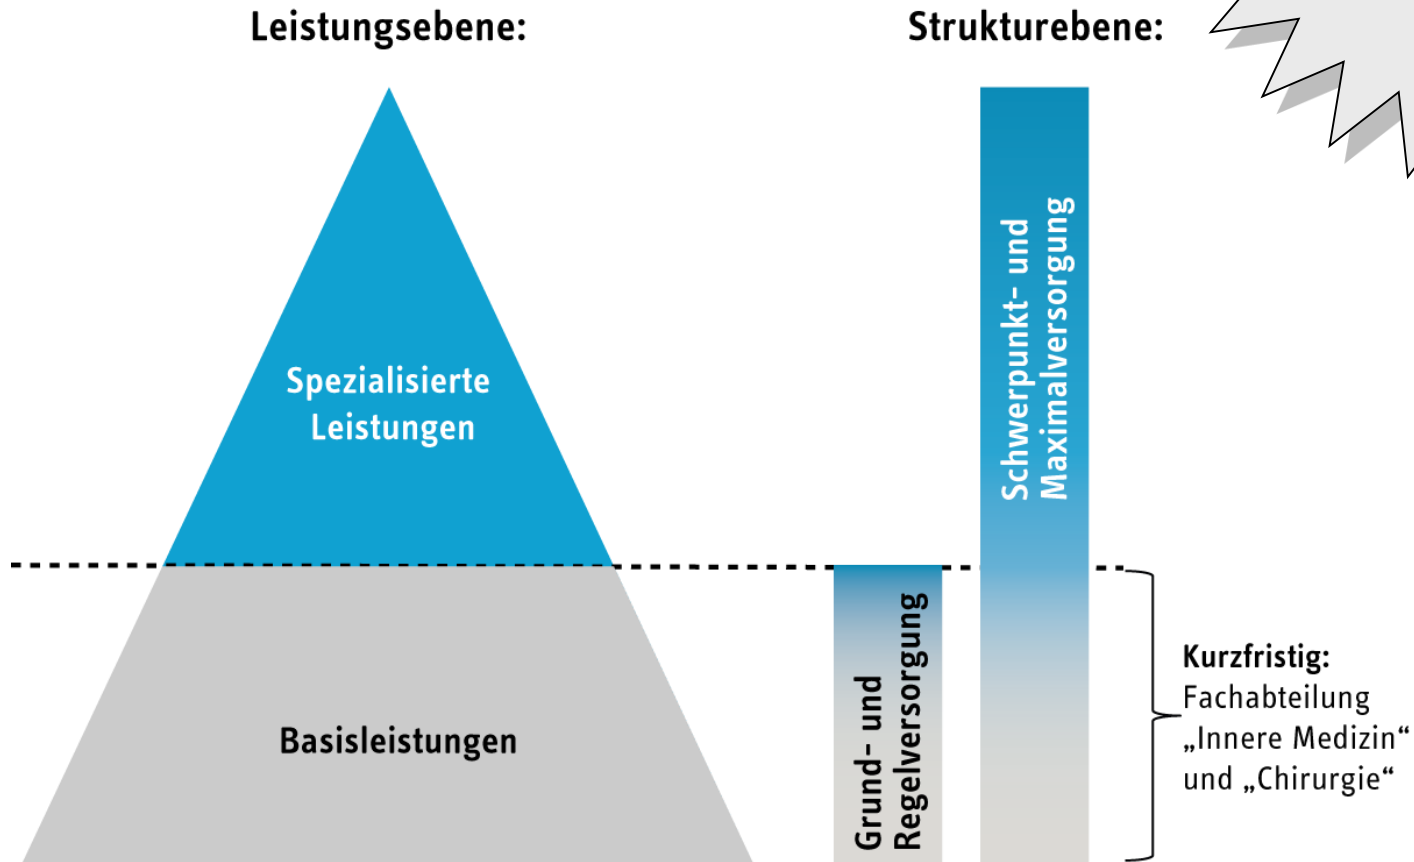 Leistungsebene:
Strukturebene:
Spezialisierte
Leistungen
Basisleistungen
Grund- und
Regelversorgung
Schwerpunkt- und
Maximalversorgung
Kurzfristig:
Fachabteilung
„Innere Medizin“
und „Chirurgie“